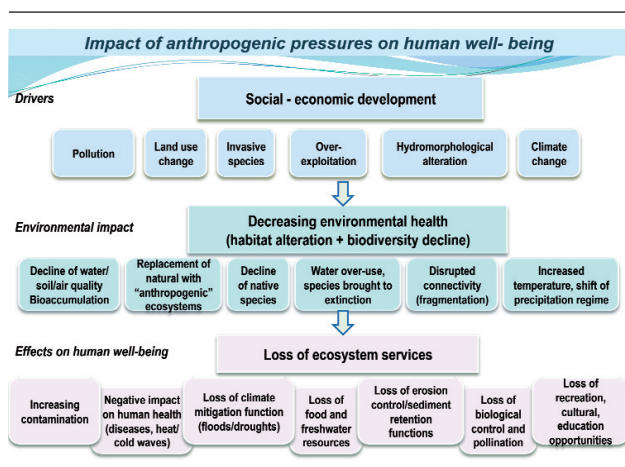 Impact of anthropogenic pressures on human well- being
Drivers
Social - economic development
Pollution
Land use
change
Invasive
species
Over-
exploitation
Hydromorphological
alteration
Climate
change
Environmental impact
Decreasing environmental health
(habitat alteration + biodiversity decline)
Decline of water/
soil/air quality
Bioaccumulation
Replacement of
natural with
“anthropogenic”
ecosystems
Decline
of native
species
Water over-use,
species brought to
extinction
Disrupted
connectivity
(fragmentation)
Increased
temperature, shift of
precipitation regime
Effects on human well-being
Loss of ecosystem services
Increasing
contamination
Negative impact
on human health
(diseases, heat/
cold waves)
Loss of climate
mitigation function
(floods/droughts)
Loss of
food and
freshwater
resources
Loss of erosion
control/sediment
retention
functions
Loss of
biological
control and
pollination
Loss of
recreation,
cultural,
education
opportunities